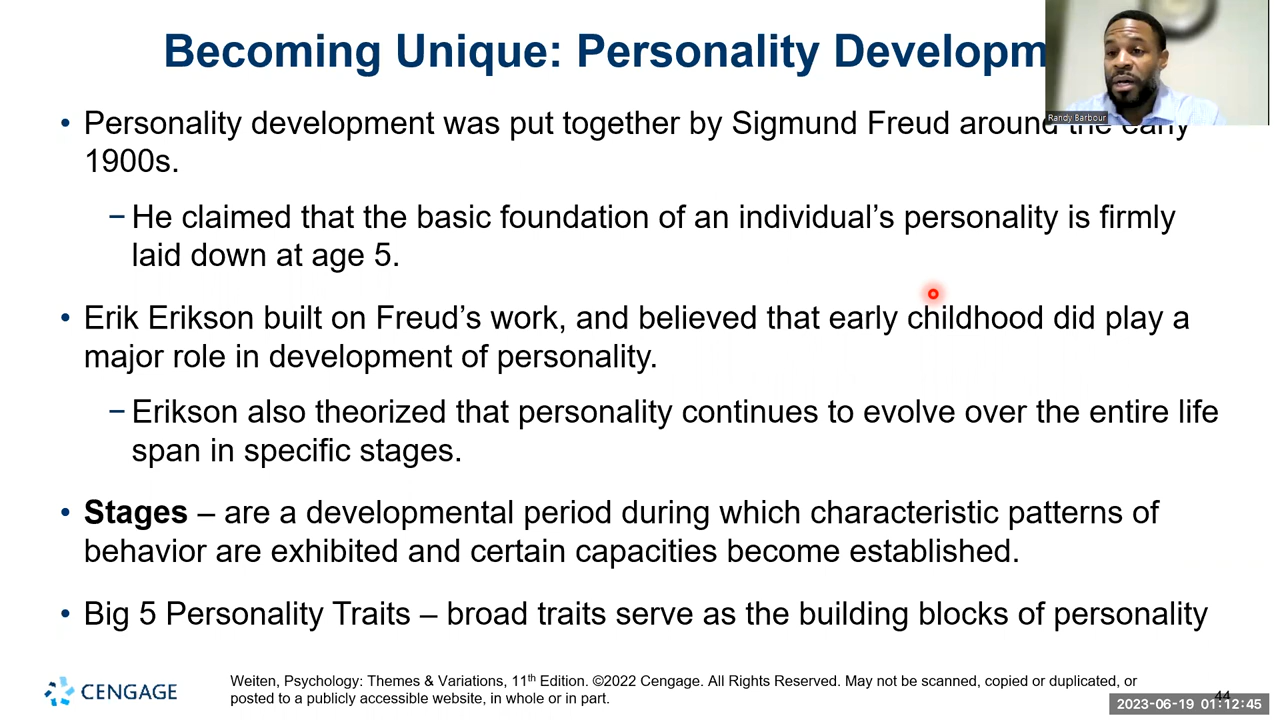 Becoming Unique: Personality Developm
Randy Barbour
• Personality development was put together by Sigmund Freud around the early
1900s.
– He claimed that the basic foundation of an individual’s personality is firmly
laid down at age 5.
• Erik Erikson built on Freud’s work, and believed that early childhood did play a
major role in development of personality.
– Erikson also theorized that personality continues to evolve over the entire life
span in specific stages.
• Stages – are a developmental period during which characteristic patterns of
behavior are exhibited and certain capacities become established.
• Big 5 Personality Traits – broad traits serve as the building blocks of personality
CENGAGE
Weiten, Psychology: Themes & Variations, 11th Edition. ©2022 Cengage. All Rights Reserved. May not be scanned, copied or duplicated, or
posted to a publicly accessible website, in whole or in part.
44
2023-06-19 01:12:45